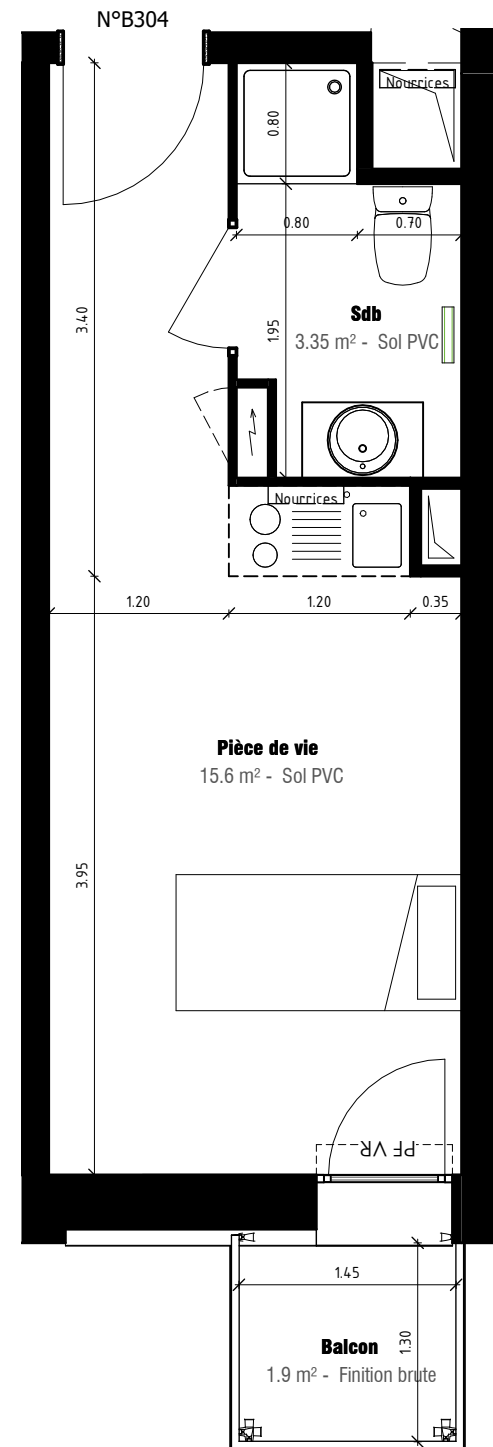 N°B304
Nourrices
0.80
0.80
0.70
Sdb
3.35 m² - Sol PVC
3.40
1.95
Nourrices
1.20
1.20
0.35
Pièce de vie
15.6 m² - Sol PVC
3.95
PF VR
1.45
1.30
Balcon
1.9 m² - Finition brute